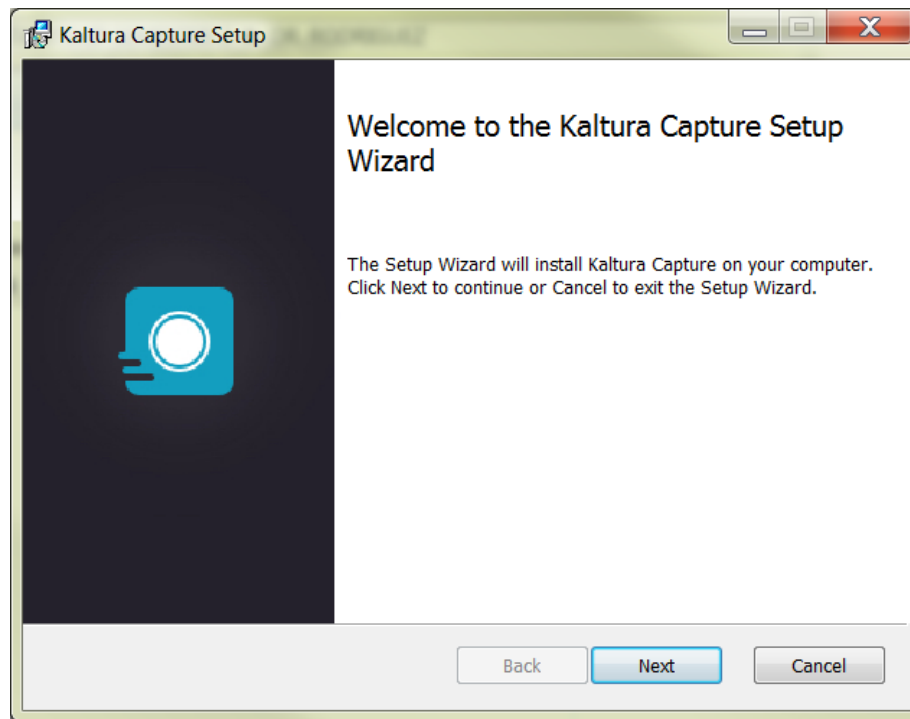 Kaltura Capture Setup
Welcome to the Kaltura Capture Setup
Wizard
The Setup Wizard will install Kaltura Capture on your computer.
Click Next to continue or Cancel to exit the Setup Wizard.
Back
Next
Cancel